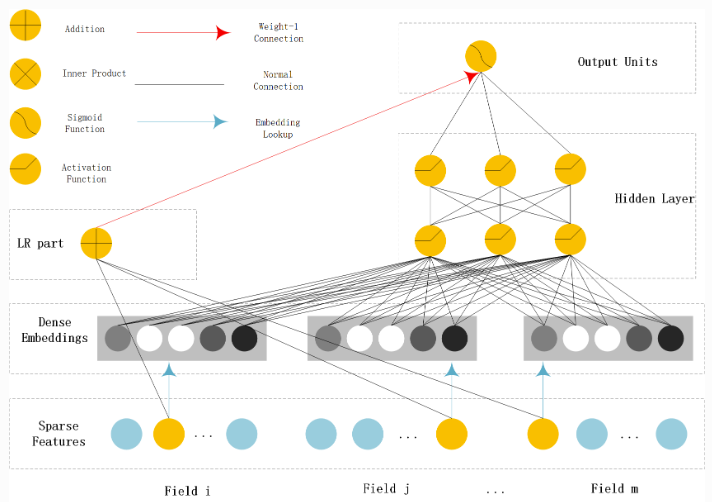 Addition
Weight-1
Connection
Inner Product
Normal
Connection
Sigmoid
Function
Embedding
Lookup
Activation
Function
Output Units
Hidden Layer
LR part
Dense
Embeddings
Sparse
Features
...
...
...
Field i
Field j
...
Field m